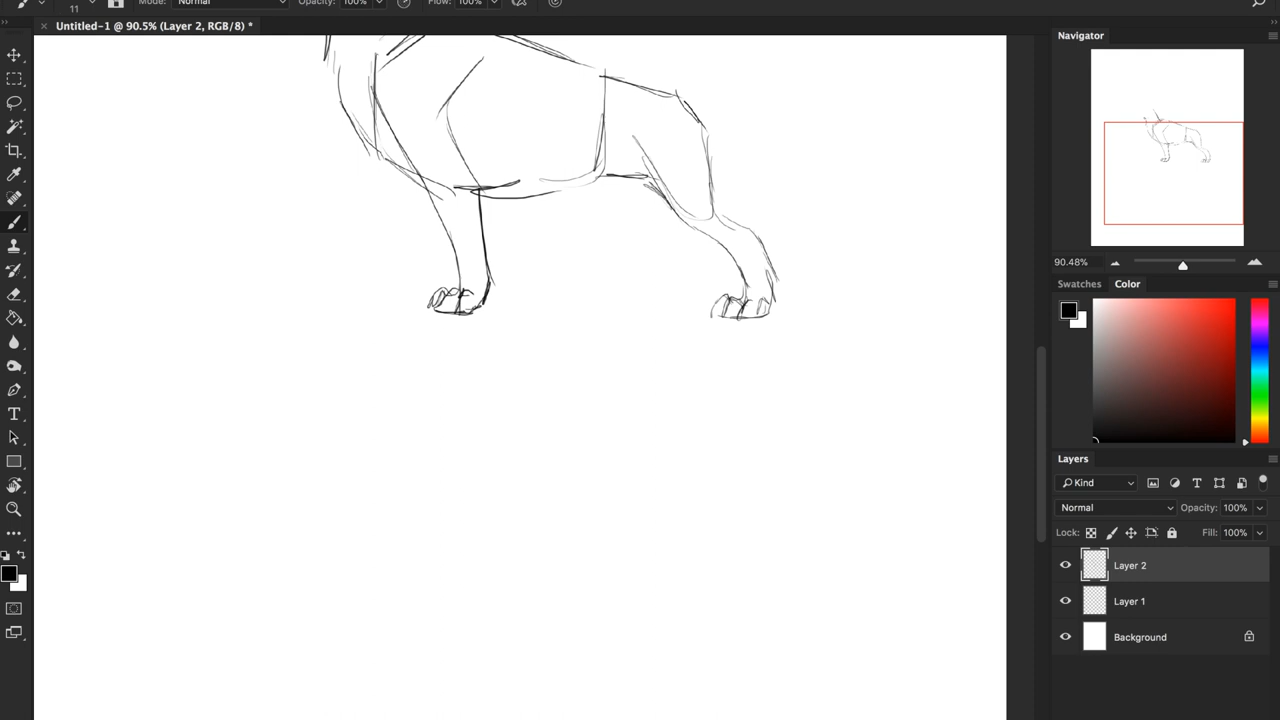 11 Mode: Normal Opacity: 100% Flow: 100%
Untitled-1 @ 90.5% (Layer 2, RGB/8) *
Navigator
90.48%
Swatches Color
Layers
Kind
Normal Opacity: 100%
Lock: Fill: 100%
Layer 2
Layer 1
Background